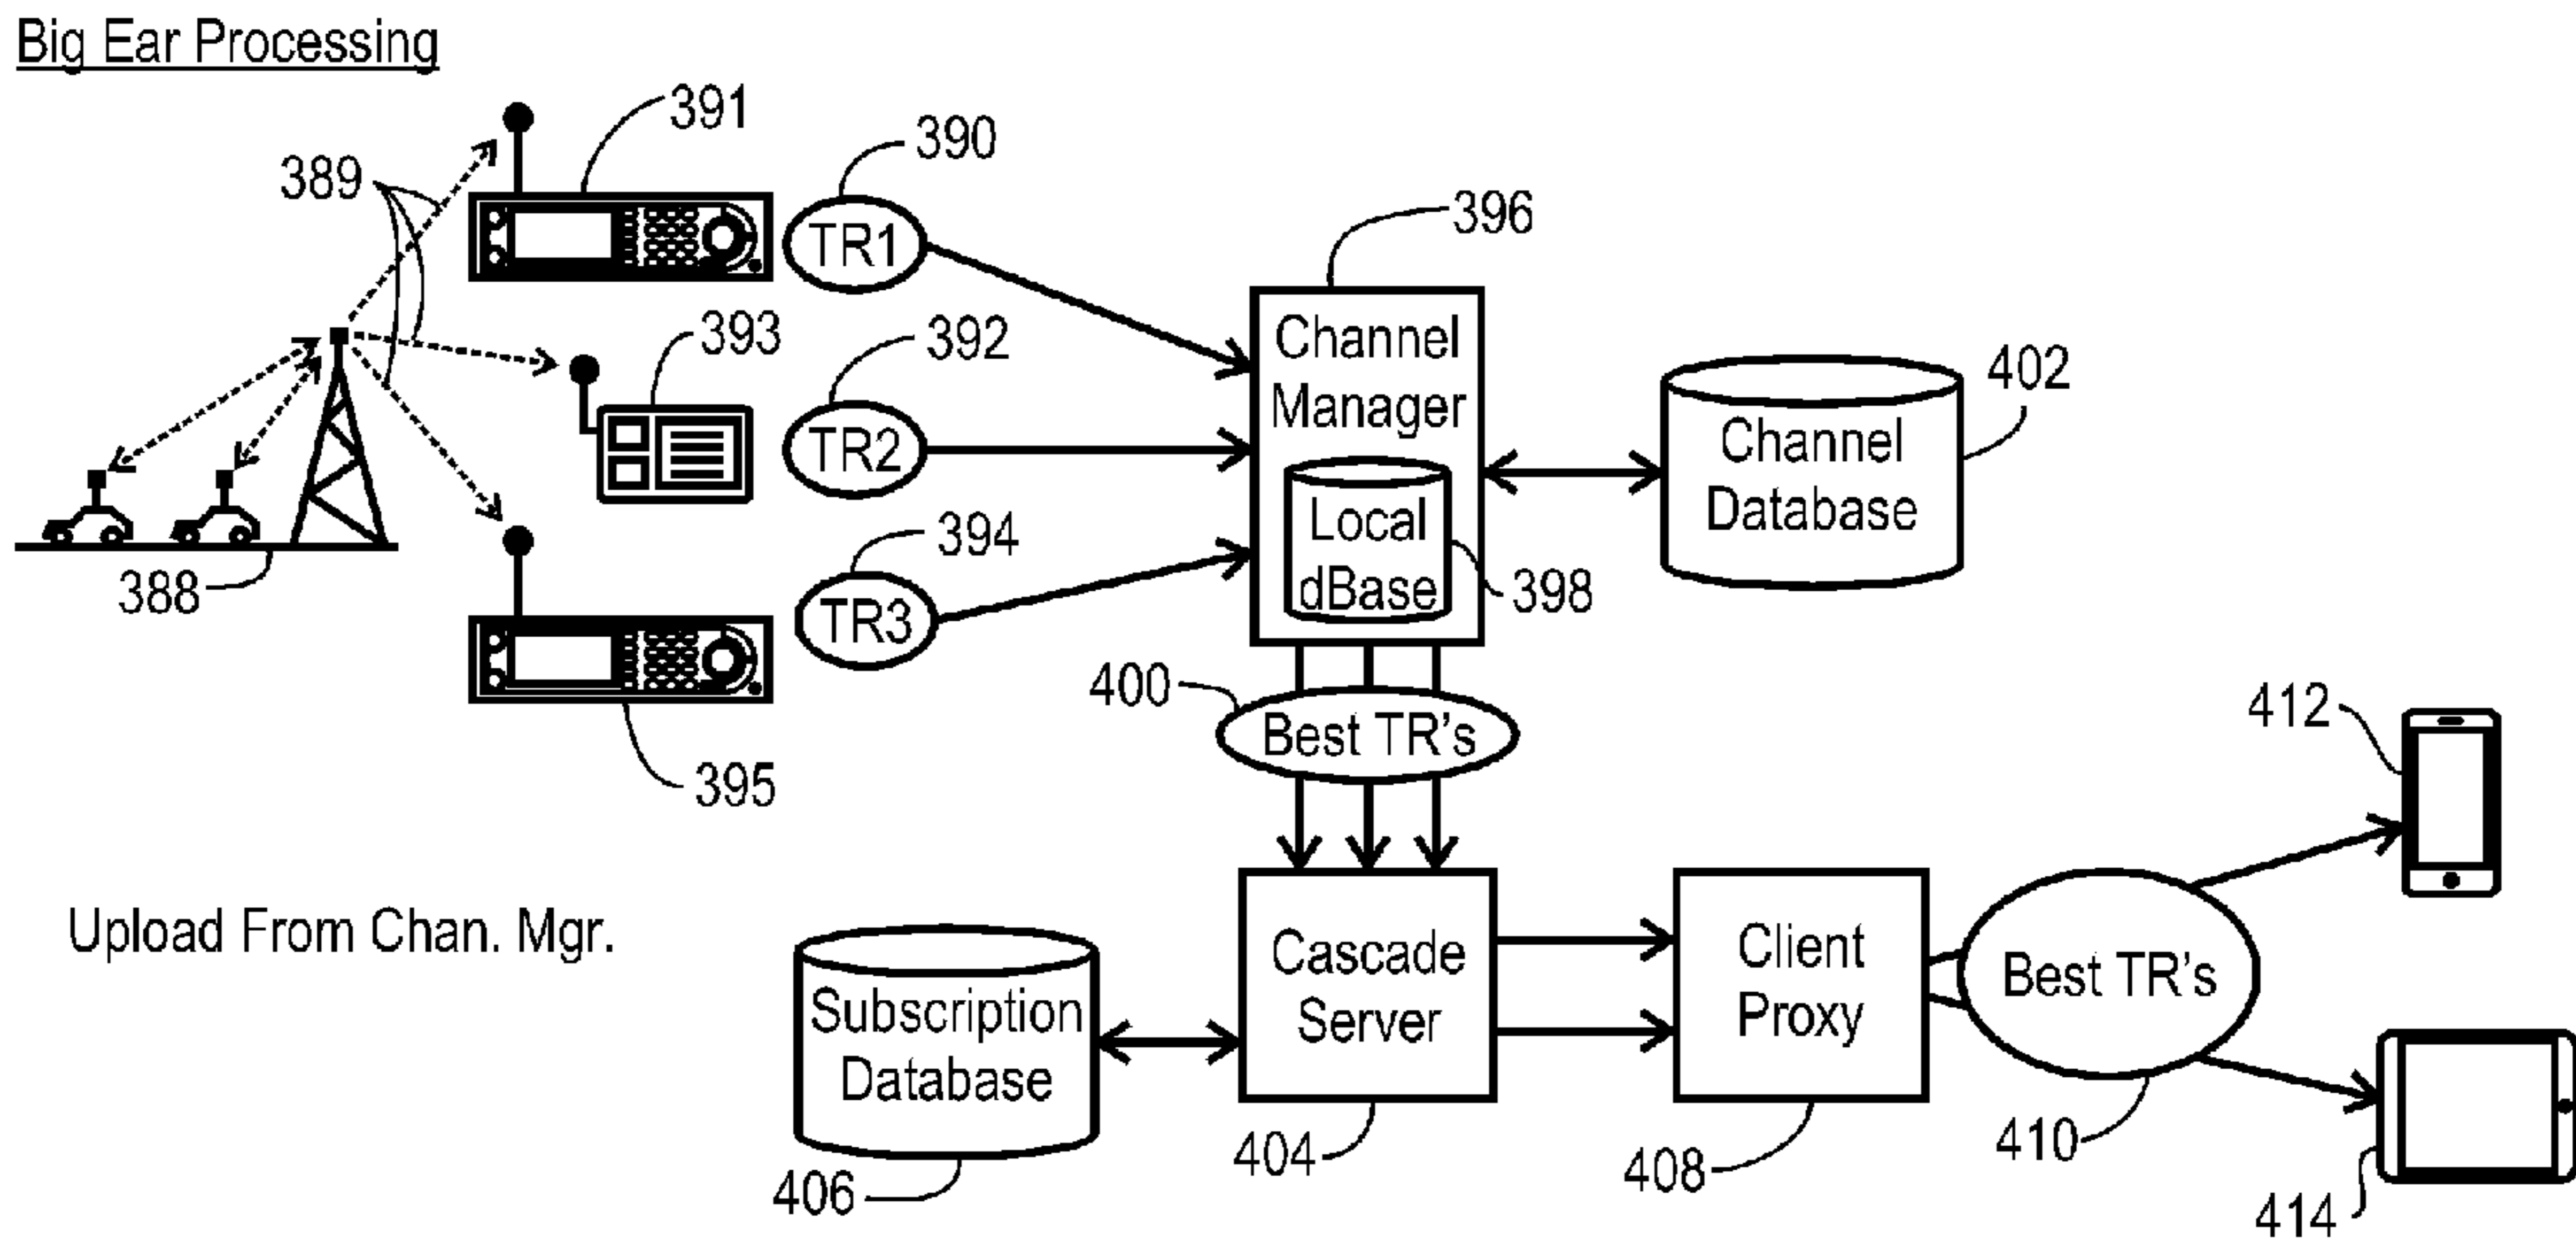 Big Ear Processing
391
390
389
TR1
396
393
392
Channel
Manager
402
TR2
Channel
Database
Local
dBase
394
398
388
TR3
400
Best TR's
395
412
Upload From Chan. Mgr.
Subscription
Database
Cascade
Server
Client
Proxy
Best TR's
406
404
408
410
414